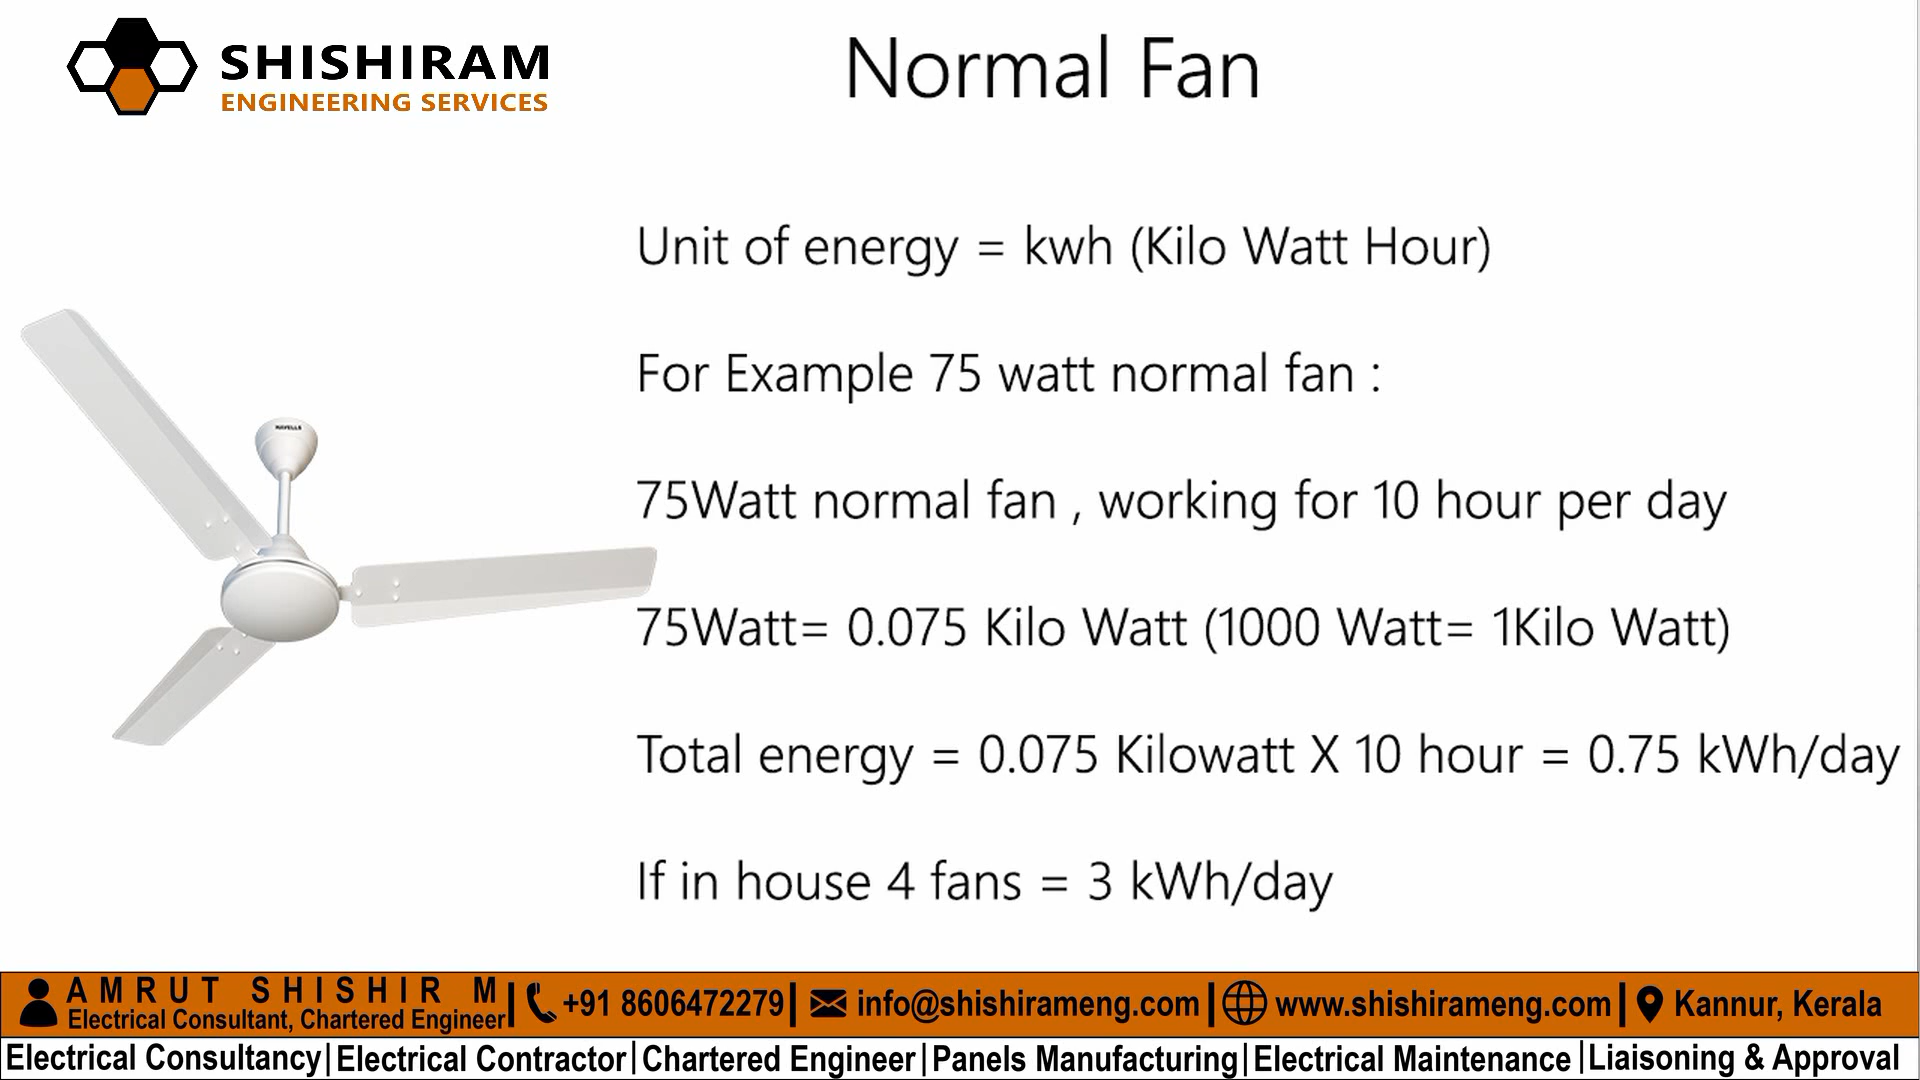 SHISHIRAM
ENGINEERING SERVICES
Normal Fan
Unit of energy = kwh (Kilo Watt Hour)
For Example 75 watt normal fan :
HAVELLS
75Watt normal fan , working for 10 hour per day
75Watt= 0.075 Kilo Watt (1000 Watt= 1Kilo Watt)
Total energy = 0.075 Kilowatt X 10 hour = 0.75 kWh/day
If in house 4 fans = 3 kWh/day
AMRUT SHISHIR M
Electrical Consultant, Chartered Engineer
+91 8606472279| info@shishirameng.com | www.shishirameng.com | Kannur, Kerala
Electrical Consultancy|Electrical Contractor|Chartered Engineer|Panels Manufacturing|Electrical Maintenance |Liaisoning & Approval